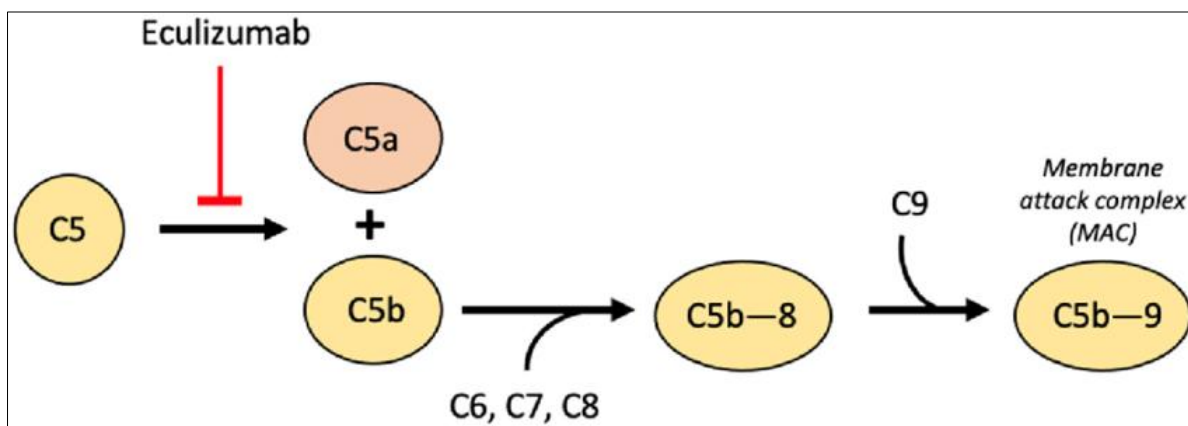 Eculizumab
C5a
C5
+
C5b
C6, C7, C8
C5b—8
C9
Membrane
attack complex
(MAC)
C5b—9